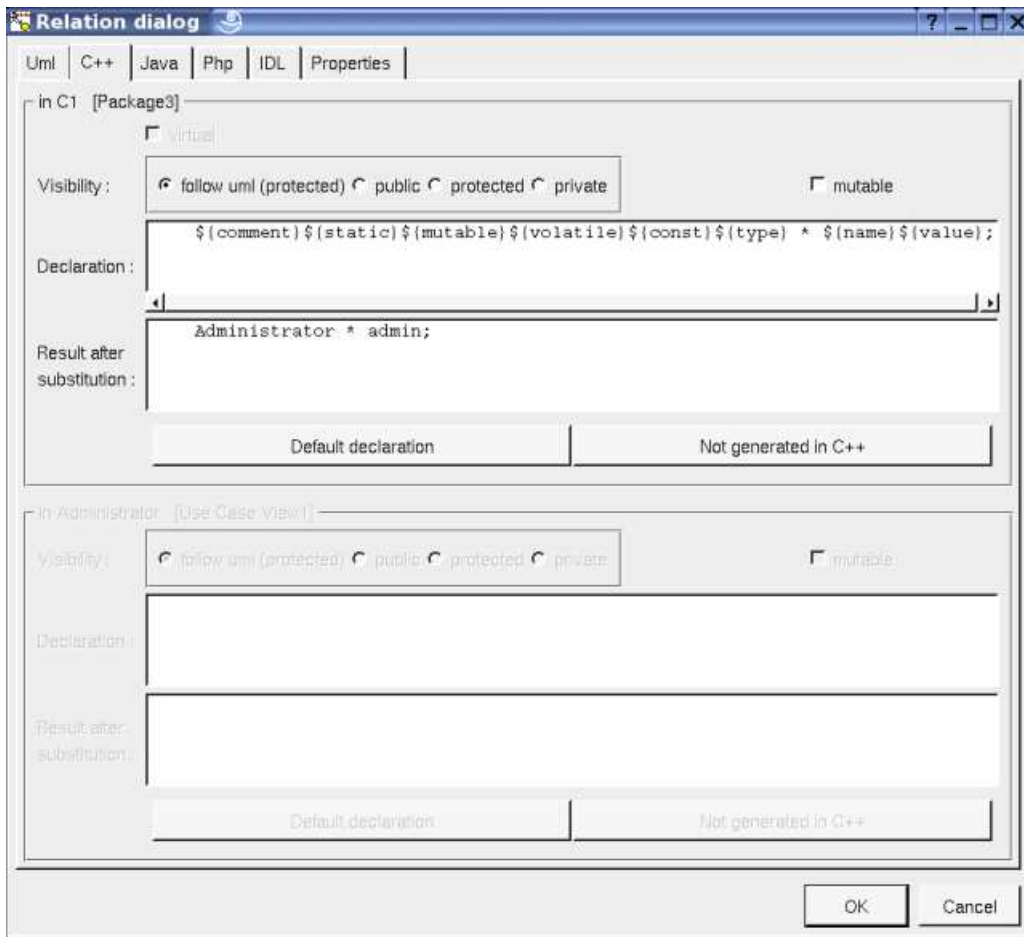 Relation dialog
Uml C++ Java Php IDL Properties
in C1 [Package3]
virtual
Visibility : follow uml (protected) public protected private mutable
${comment}${static}${mutable}${volatile}${const}${type} * ${name}${value};
Declaration :
Administrator * admin;
Result after
substitution :
Default declaration Not generated in C++
in Administrator [Use Case View1]
Visibility : follow uml (protected) public protected private mutable
Declaration :
Result after
substitution :
Default declaration Not generated in C++
OK Cancel